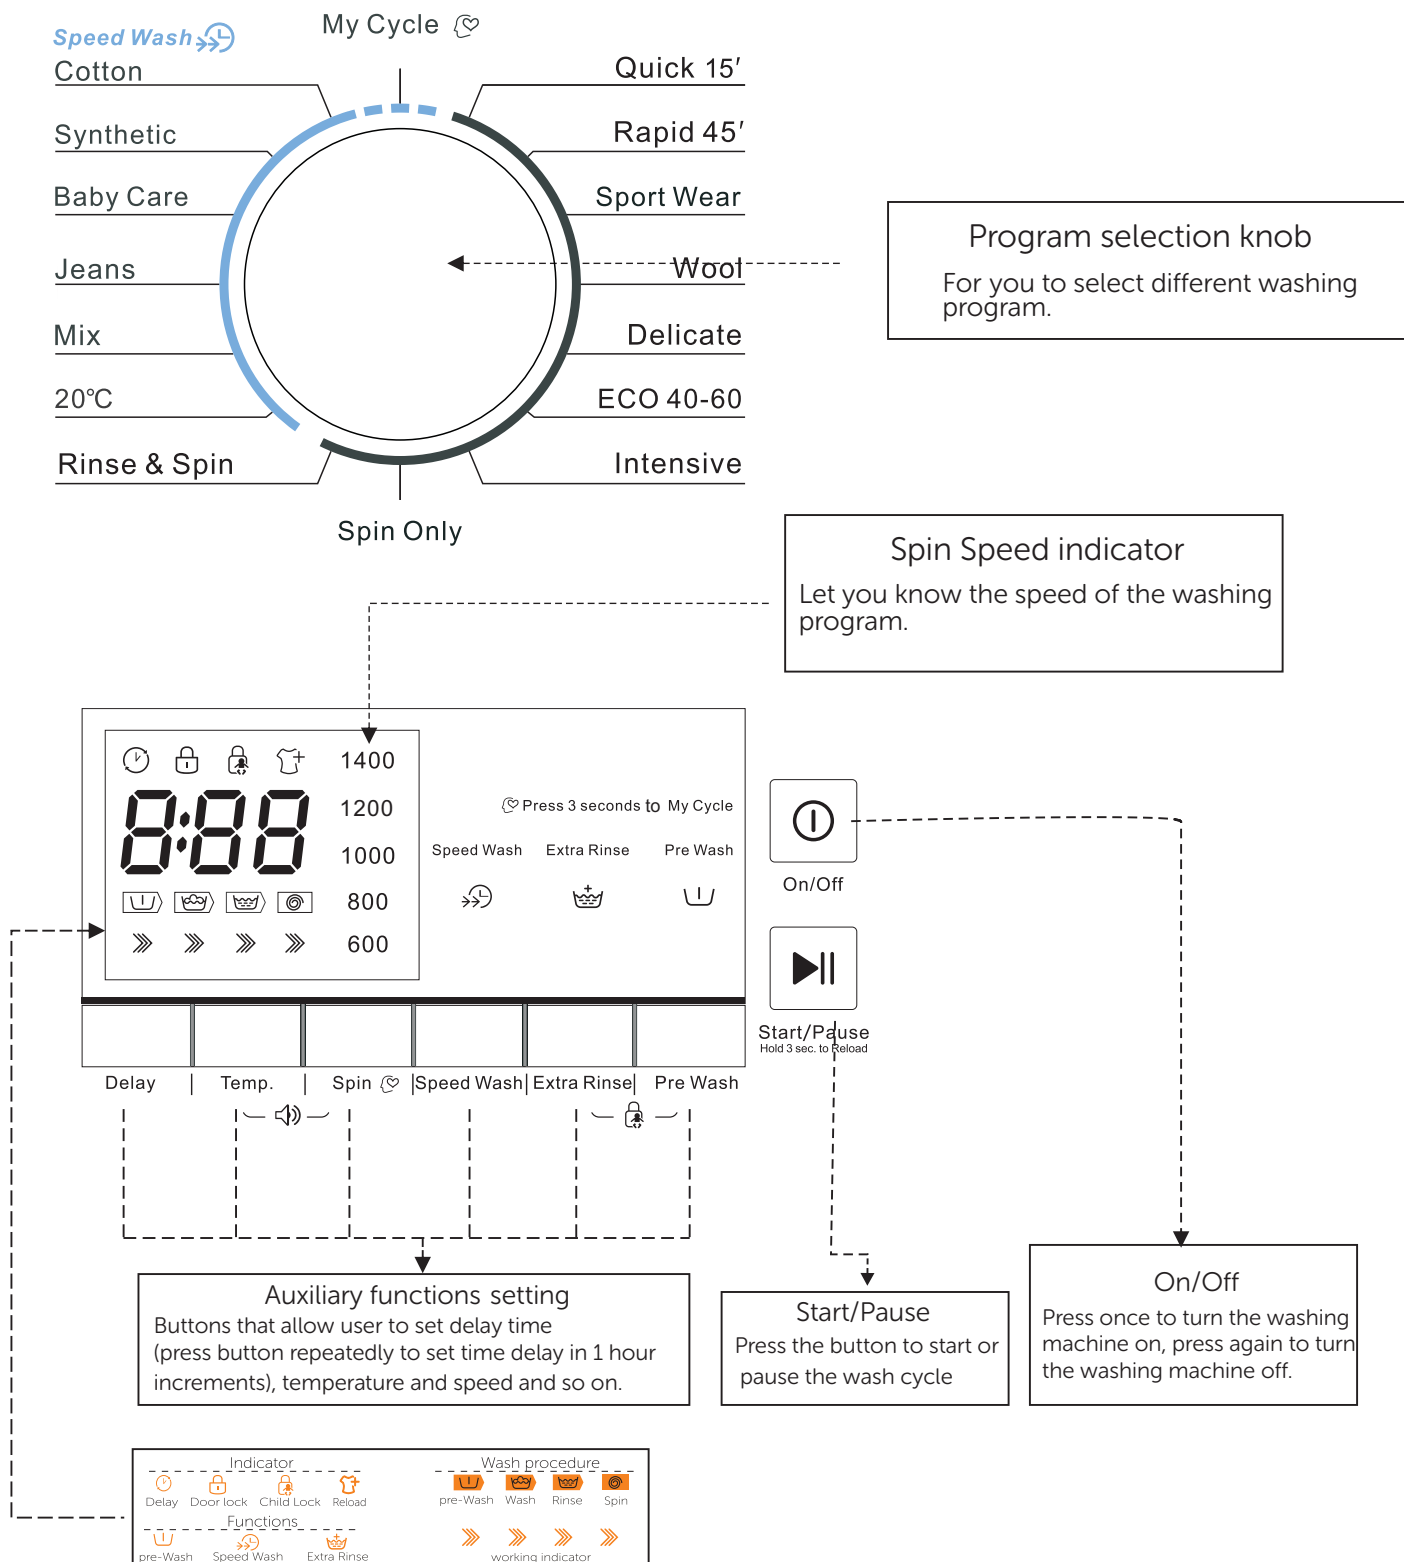 My Cycle
Speed Wash
Cotton
Quick 15′
Synthetic
Rapid 45′
Baby Care
Sport Wear
Jeans
Wool
Mix
Delicate
20℃
ECO 40-60
Rinse & Spin
Intensive
Spin Only
Program selection knob
For you to select different washing
program.
Spin Speed indicator
Let you know the speed of the washing
program.
1400
8:88
1200
1000
800
600
Press 3 seconds to My Cycle
Speed Wash Extra Rinse Pre Wash
On/Off
Start/Pause
Hold 3 sec. to Reload
Delay | Temp. | Spin |Speed Wash| Extra Rinse| Pre Wash
Auxiliary functions setting
Buttons that allow user to set delay time
(press button repeatedly to set time delay in 1 hour
increments), temperature and speed and so on.
Start/Pause
Press the button to start or
pause the wash cycle
On/Off
Press once to turn the washing
machine on, press again to turn
the washing machine off.
Indicator
Delay Door lock Child Lock Reload
Functions
pre-Wash Speed Wash Extra Rinse
Wash procedure
pre-Wash Wash Rinse Spin
working indicator